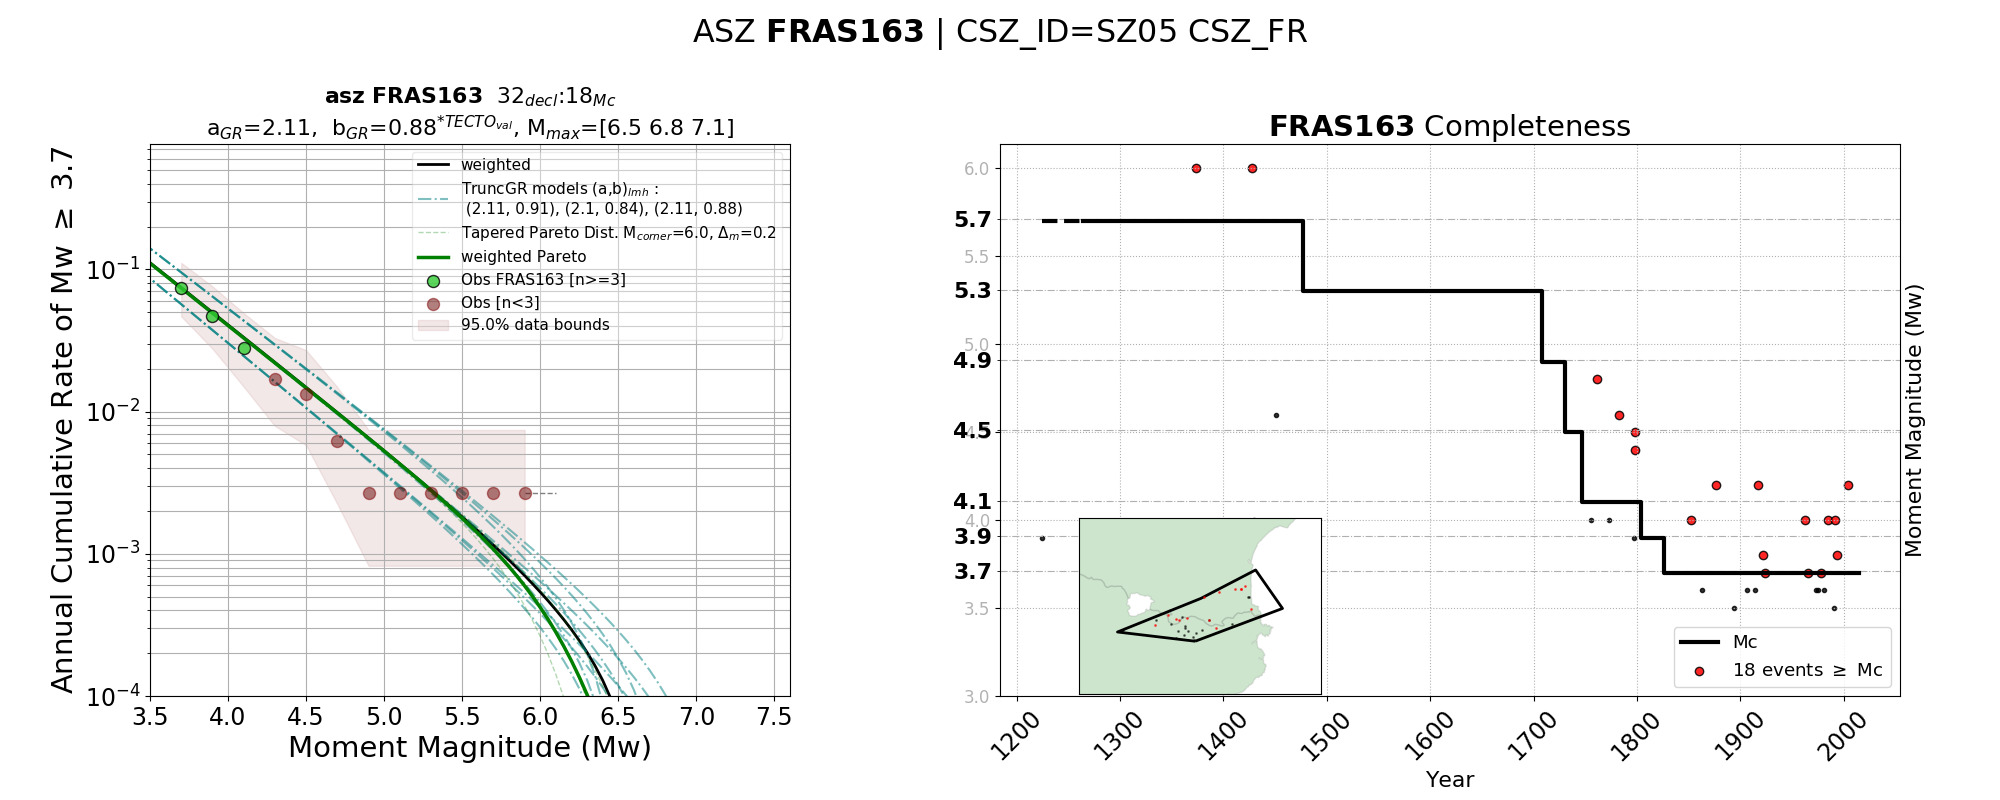 ASZ FRAS163 | CSZ_ID=SZ05 CSZ_FR
asz FRAS163 32decl:18Mc
aGR=2.11, bGR=0.88*TECTOval, Mmax=[6.5 6.8 7.1]
Annual Cumulative Rate of Mw ≥ 3.7
10−1
10−2
10−3
10−4
weighted
TruncGR models (a,b)lmh :
(2.11, 0.91), (2.1, 0.84), (2.11, 0.88)
Tapered Pareto Dist. Mcorner=6.0, Δm=0.2
weighted Pareto
Obs FRAS163 [n>=3]
Obs [n<3]
95.0% data bounds
3.5 4.0 4.5 5.0 5.5 6.0 6.5 7.0 7.5
Moment Magnitude (Mw)
FRAS163 Completeness
6.0
5.7
5.5
5.3
5.0
4.9
4.5
4.1
4.0
3.9
3.7
3.5
3.0
Moment Magnitude (Mw)
Mc
18 events ≥ Mc
1200 1300 1400 1500 1600 1700 1800 1900 2000
Year